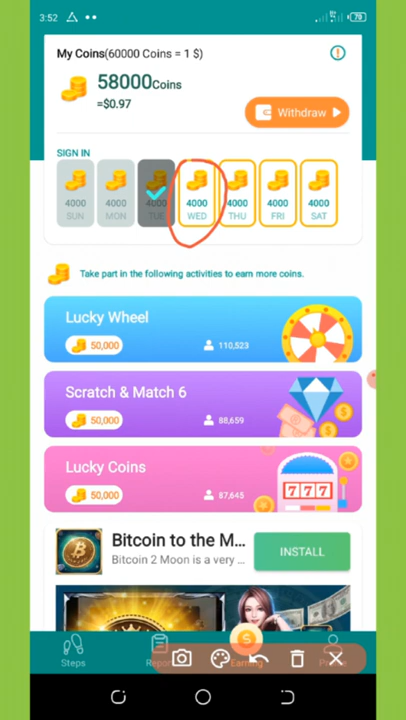 3:52
79
My Coins(60000 Coins = 1 $)
58000Coins
=$0.97
Withdraw
SIGN IN
4000 4000 4000 4000 4000 4000 4000
SUN MON TUE WED THU FRI SAT
Take part in the following activities to earn more coins.
Lucky Wheel
50,000 110,523
Scratch & Match 6
50,000 88,659
Lucky Coins
50,000 87,645
777
Bitcoin to the M...
Bitcoin 2 Moon is a very ...
INSTALL
Steps